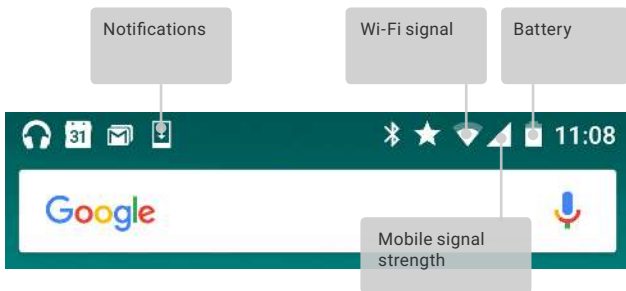 Notifications
Wi-Fi signal
Battery
31
11:08
Google
Mobile signal
strength